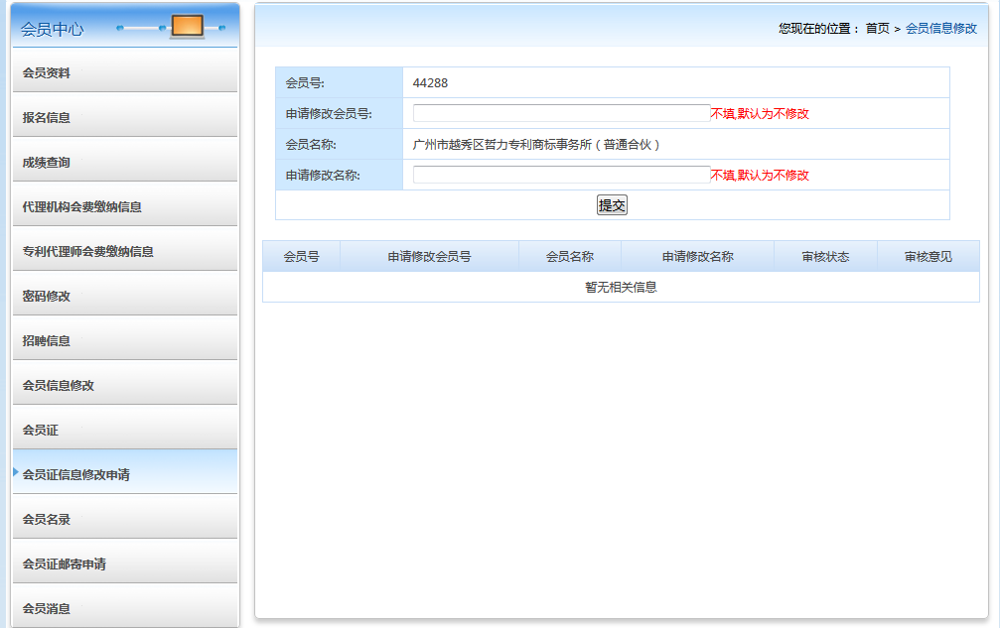 会员中心
会员资料
报名信息
成绩查询
代理机构会费缴纳信息
专利代理师会费缴纳信息
密码修改
招聘信息
会员信息修改
会员证
会员证信息修改申请
会员名录
会员证邮寄申请
会员消息
您现在的位置： 首页 > 会员信息修改
会员号: 44288
申请修改会员号: 不填,默认为不修改
会员名称: 广州市越秀区哲力专利商标事务所（普通合伙）
申请修改名称: 不填,默认为不修改
提交
会员号 申请修改会员号 会员名称 申请修改名称 审核状态 审核意见
暂无相关信息